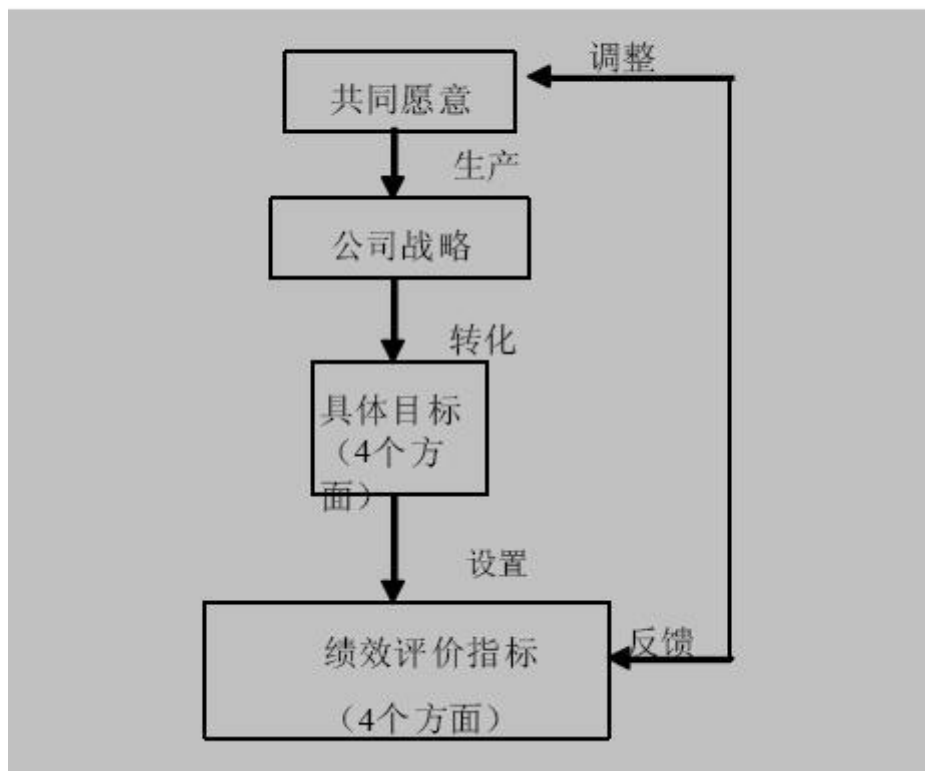 调整
共同愿意
生产
公司战略
转化
具体目标
（4个方
面）
设置
绩效评价指标
反馈
（4个方面）